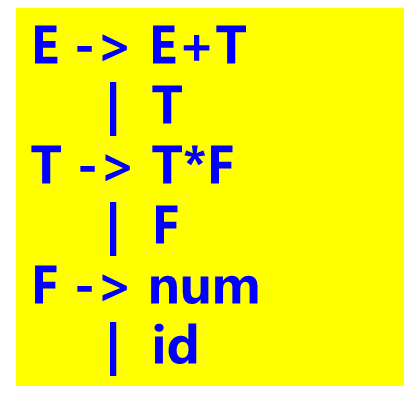 E -> E+T
| T
T -> T*F
| F
F -> num
| id